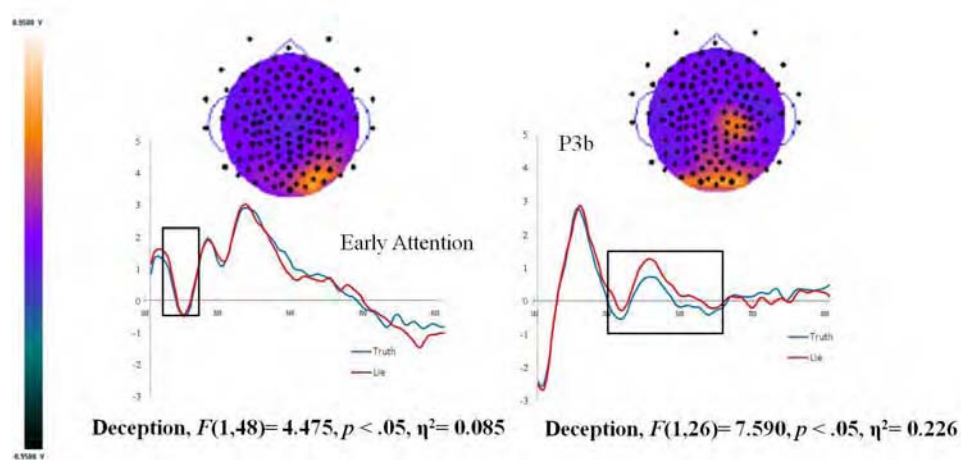 0.9500 V
5
4
3
2
1
0
-1
-2
-3
Early Attention
Truth
Lie
P3b
5
4
3
2
1
0
-1
-2
-3
Truth
Lie
Deception, F(1,48)= 4.475, p < .05, η²= 0.085
Deception, F(1,26)= 7.590, p < .05, η²= 0.226
-0.9500 V